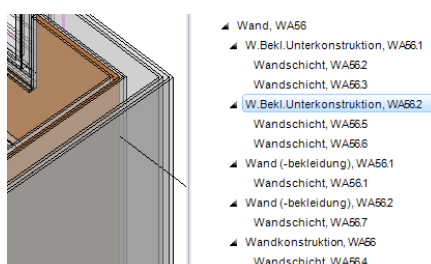 Wand, WA56
W.Bekl.Unterkonstruktion, WA56.1
Wandschicht, WA56.2
Wandschicht, WA56.3
W.Bekl.Unterkonstruktion, WA56.2
Wandschicht, WA56.5
Wandschicht, WA56.6
Wand (-bekleidung), WA56.1
Wandschicht, WA56.1
Wand (-bekleidung), WA56.2
Wandschicht, WA56.7
Wandkonstruktion, WA56
Wandschicht, WA56.4